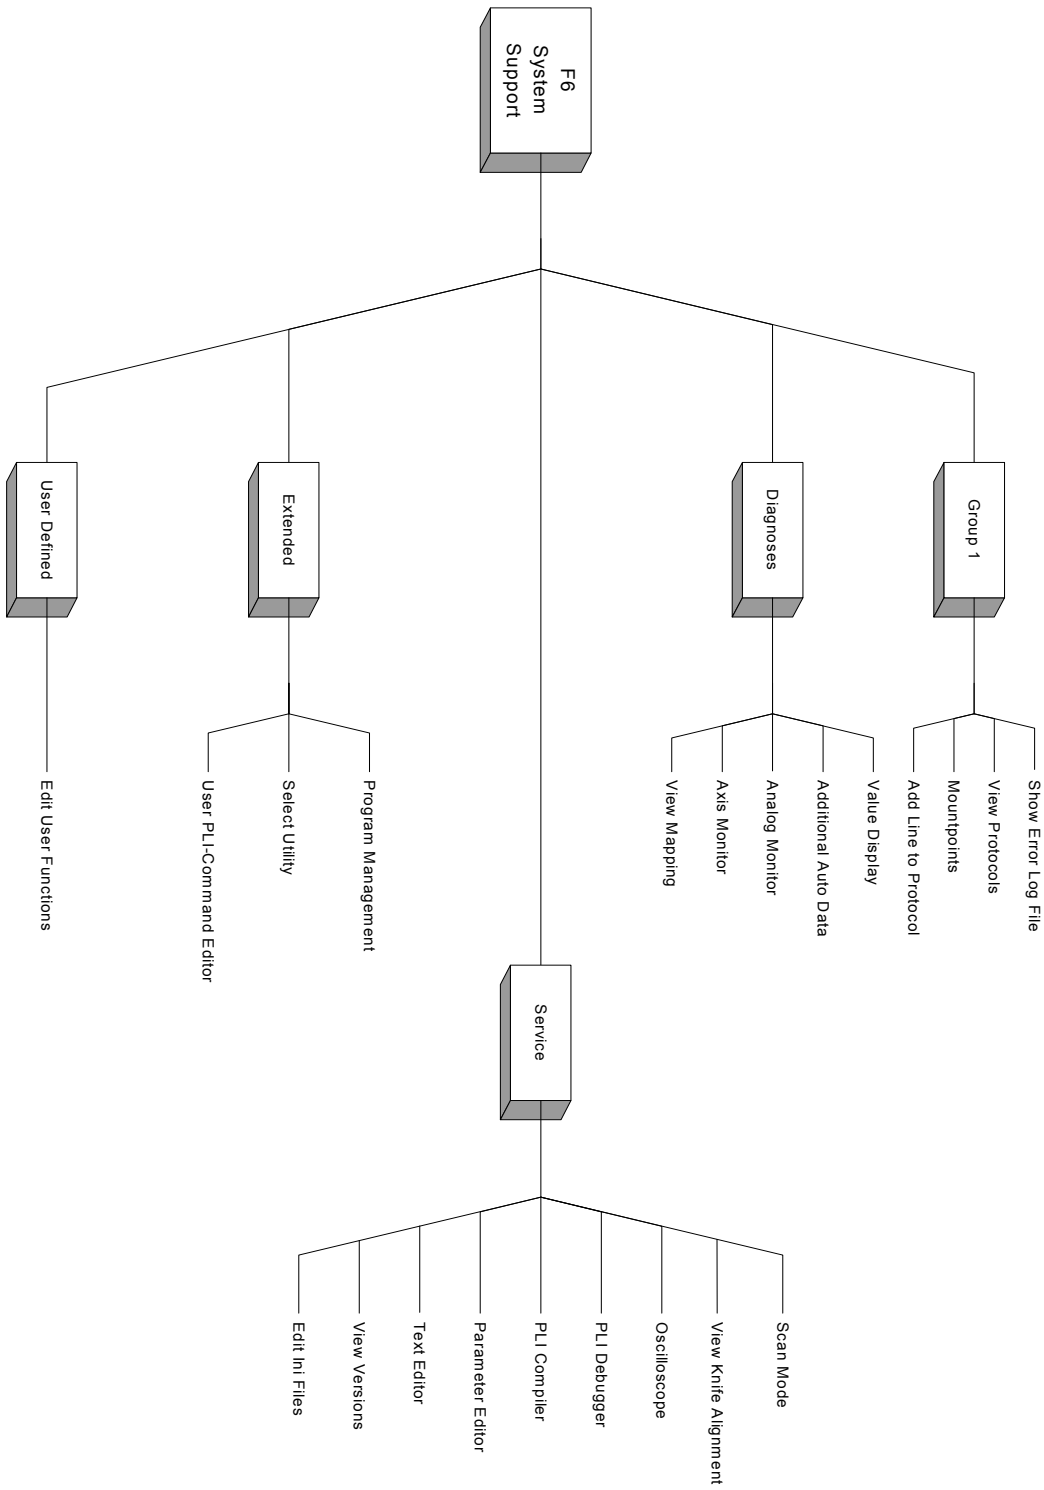 F6
System
Support
Group 1
Show Error Log File
View Protocols
Mountpoints
Add Line to Protocol
Diagnoses
Value Display
Additional Auto Data
Analog Monitor
Axis Monitor
View Mapping
Service
Scan Mode
View Knife Alignment
Oscilloscope
PLI Debugger
PLI Compiler
Parameter Editor
Text Editor
View Versions
Edit Ini Files
Extended
Program Management
Select Utility
User PLI-Command Editor
User Defined
Edit User Functions